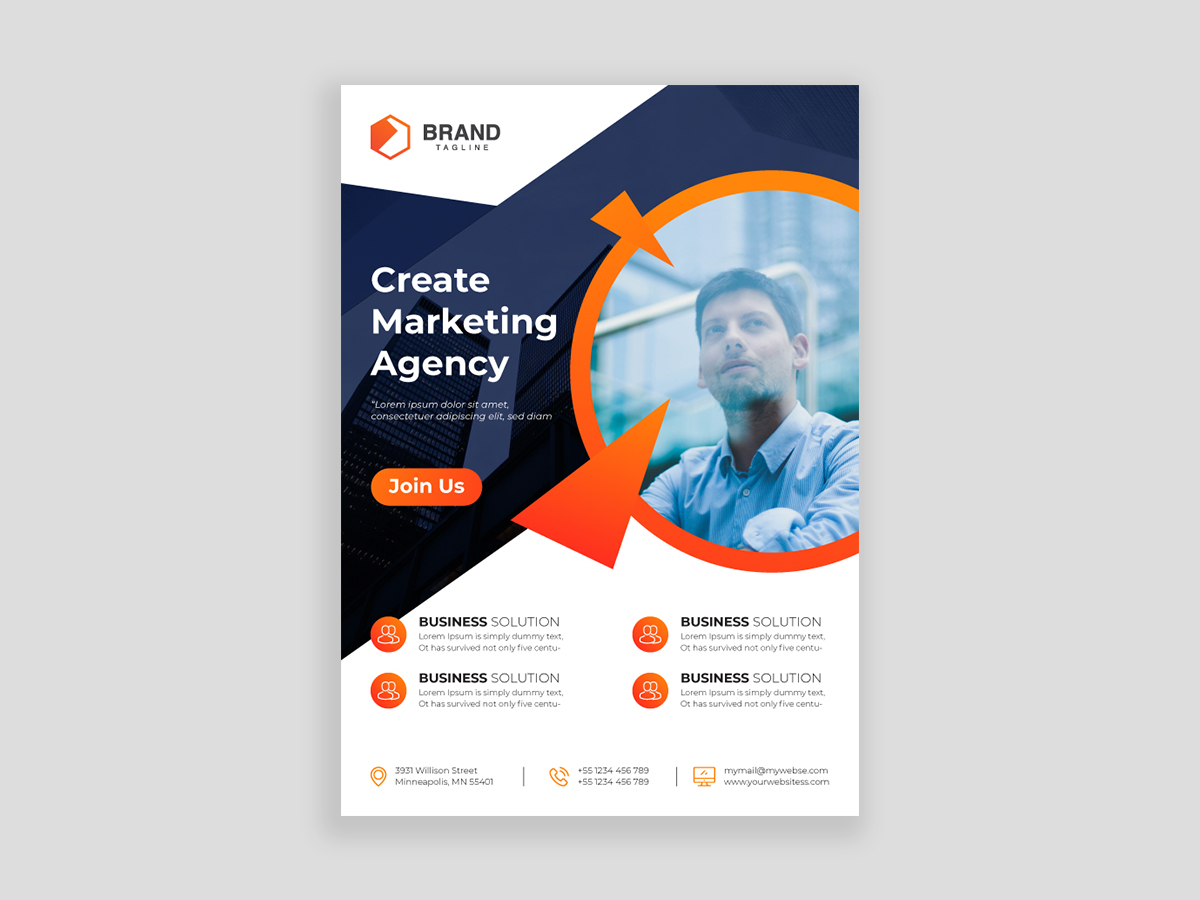 BRAND
TAGLINE
Create
Marketing
Agency
"Lorem ipsum dolor sit amet,
consectetuer adipiscing elit, sed diam
Join Us
BUSINESS SOLUTION
Lorem Ipsum is simply dummy text,
Ot has survived not only five centu-
BUSINESS SOLUTION
Lorem Ipsum is simply dummy text,
Ot has survived not only five centu-
BUSINESS SOLUTION
Lorem Ipsum is simply dummy text,
Ot has survived not only five centu-
BUSINESS SOLUTION
Lorem Ipsum is simply dummy text,
Ot has survived not only five centu-
3931 Willison Street
Minneapolis, MN 55401
+55 1234 456 789
+55 1234 456 789
mymail@mywebse.com
www.yourwebsitess.com